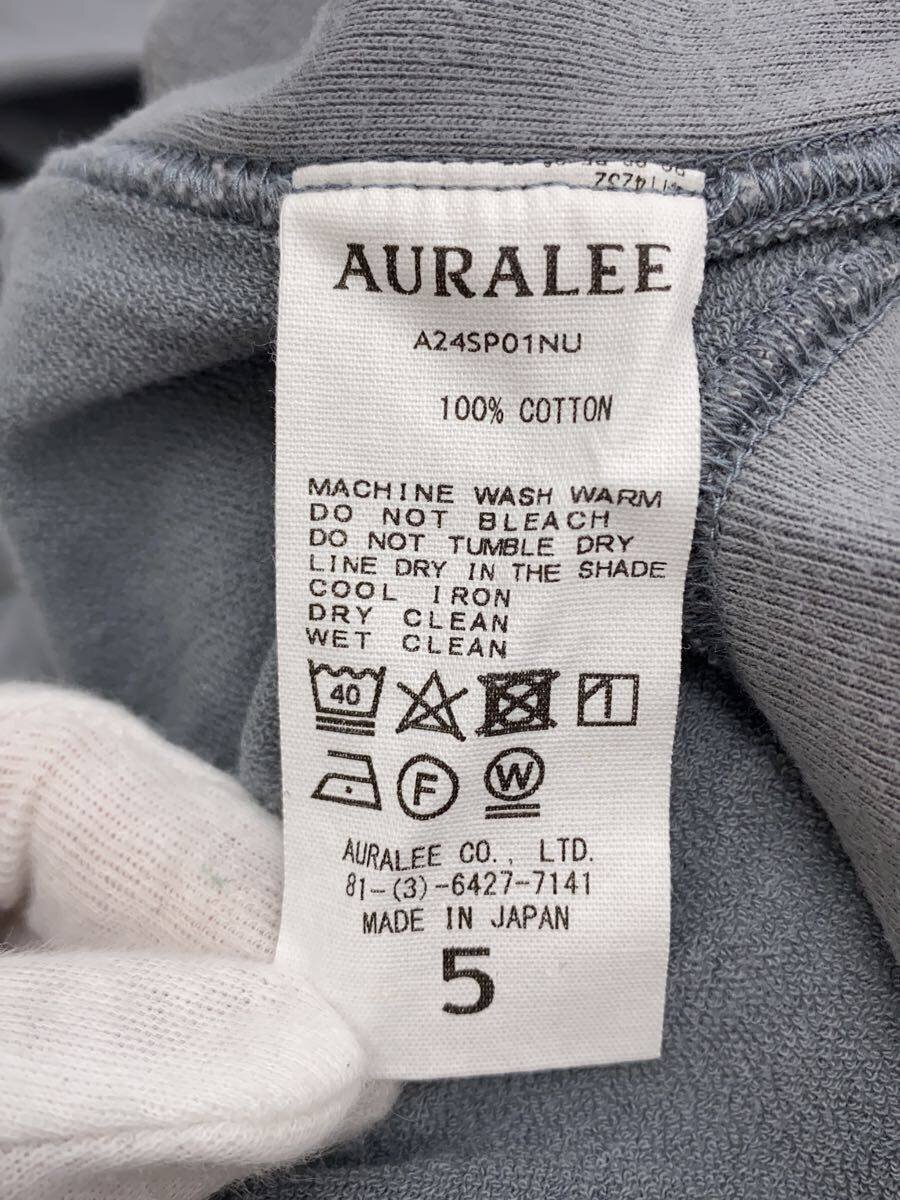 AURALEE
A24SP01NU
100% COTTON
MACHINE WASH WARM
DO NOT BLEACH
DO NOT TUMBLE DRY
LINE DRY IN THE SHADE
COOL IRON
DRY CLEAN
WET CLEAN
40
F W
AURALEE CO., LTD.
81-(3)-6427-7141
MADE IN JAPAN
5